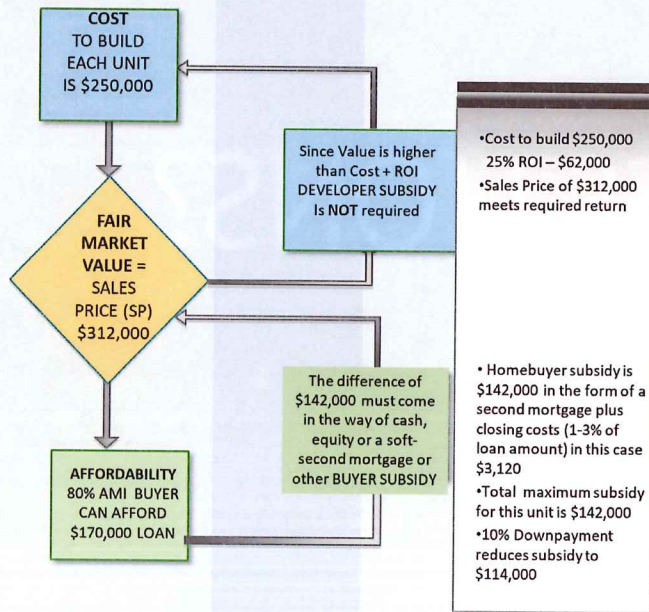 COST
TO BUILD
EACH UNIT
IS $250,000
Since Value is higher
than Cost + ROI
DEVELOPER SUBSIDY
Is NOT required
•Cost to build $250,000
25% ROI – $62,000
•Sales Price of $312,000
meets required return
FAIR
MARKET
VALUE =
SALES
PRICE (SP)
$312,000
The difference of
$142,000 must come
in the way of cash,
equity or a soft-
second mortgage or
other BUYER SUBSIDY
AFFORDABILITY
80% AMI BUYER
CAN AFFORD
$170,000 LOAN
• Homebuyer subsidy is
$142,000 in the form of a
second mortgage plus
closing costs (1-3% of
loan amount) in this case
$3,120
•Total maximum subsidy
for this unit is $142,000
•10% Downpayment
reduces subsidy to
$114,000